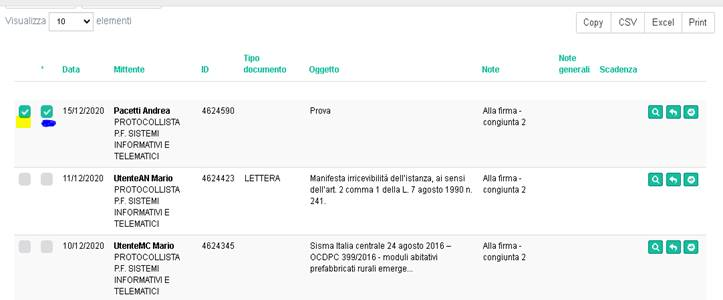 Visualizza 10 elementi
Copy CSV Excel Print
* Data Mittente ID Tipo documento Oggetto Note Note generali Scadenza
15/12/2020 Pacetti Andrea 4624590 Prova Alla firma -
PROTOCOLLISTA congiunta 2
P.F. SISTEMI
INFORMATIVI E
TELEMATICI
11/12/2020 UtenteAN Mario 4624423 LETTERA Manifesta irricevibilità dell'istanza, ai sensi Alla firma -
PROTOCOLLISTA dell'art. 2 comma 1 della L. 7 agosto 1990 n. congiunta 2
P.F. SISTEMI 241.
INFORMATIVI E
TELEMATICI
10/12/2020 UtenteMC Mario 4624345 Sisma Italia centrale 24 agosto 2016 – Alla firma -
PROTOCOLLISTA OCDPC 399/2016 - moduli abitativi congiunta 2
P.F. SISTEMI prefabbricati rurali emerge...
INFORMATIVI E
TELEMATICI